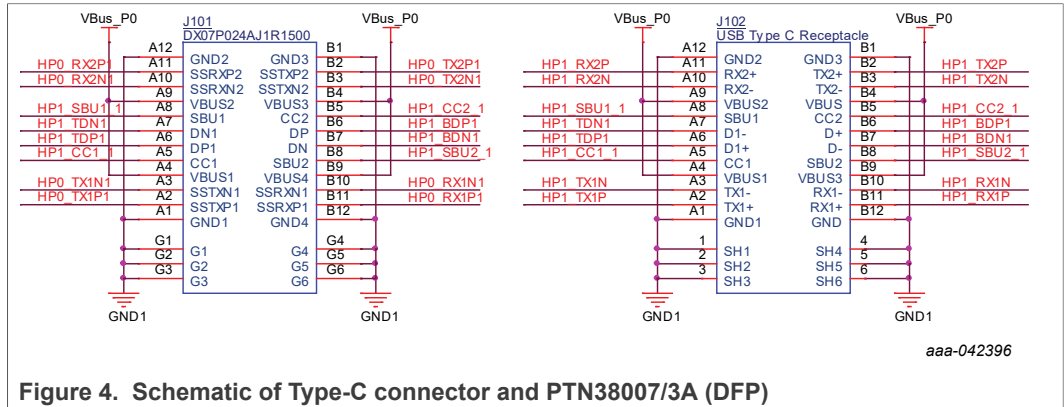 VBus_P0
VBus_P0
VBus_P0
VBus_P0
J101
DX07P024AJ1R1500
A12
GND2
GND3
B1
HP0_RX2P1
A11
SSRXP2
SSTXP2
B2
HP0_TX2P1
HP0_RX2N1
A10
SSRXN2
SSTXN2
B3
HP0_TX2N1
A9
VBUS2
VBUS3
B4
HP1_SBU1_1
A8
SBU1
CC2
B5
HP1_CC2_1
HP1_TDN1
A7
DN1
DP
B6
HP1_BDP1
HP1_TDP1
A6
DP1
DN
B7
HP1_BDN1
HP1_CC1_1
A5
CC1
SBU2
B8
HP1_SBU2_1
A4
VBUS1
VBUS4
B9
HP0_TX1N1
A3
SSTXN1
SSRXN1
B10
HP0_RX1N1
HP0_TX1P1
A2
SSTXP1
SSRXP1
B11
HP0_RX1P1
A1
GND1
GND4
B12
G1
G1
G4
G4
G2
G2
G5
G5
G3
G3
G6
G6
GND1
GND1
J102
USB Type C Receptacle
A12
GND2
GND3
B1
HP1_RX2P
A11
RX2+
TX2+
B2
HP1_TX2P
HP1_RX2N
A10
RX2-
TX2-
B3
HP1_TX2N
A9
VBUS2
VBUS
B4
HP1_SBU1_1
A8
SBU1
CC2
B5
HP1_CC2_1
HP1_TDN1
A7
D1-
D+
B6
HP1_BDP1
HP1_TDP1
A6
D1+
D-
B7
HP1_BDN1
HP1_CC1_1
A5
CC1
SBU2
B8
HP1_SBU2_1
A4
VBUS1
VBUS3
B9
HP1_TX1N
A3
TX1-
RX1-
B10
HP1_RX1N
HP1_TX1P
A2
TX1+
RX1+
B11
HP1_RX1P
A1
GND1
GND
B12
1
SH1
SH4
4
2
SH2
SH5
5
3
SH3
SH6
6
GND1
GND1
aaa-042396
Figure 4. Schematic of Type-C connector and PTN38007/3A (DFP)